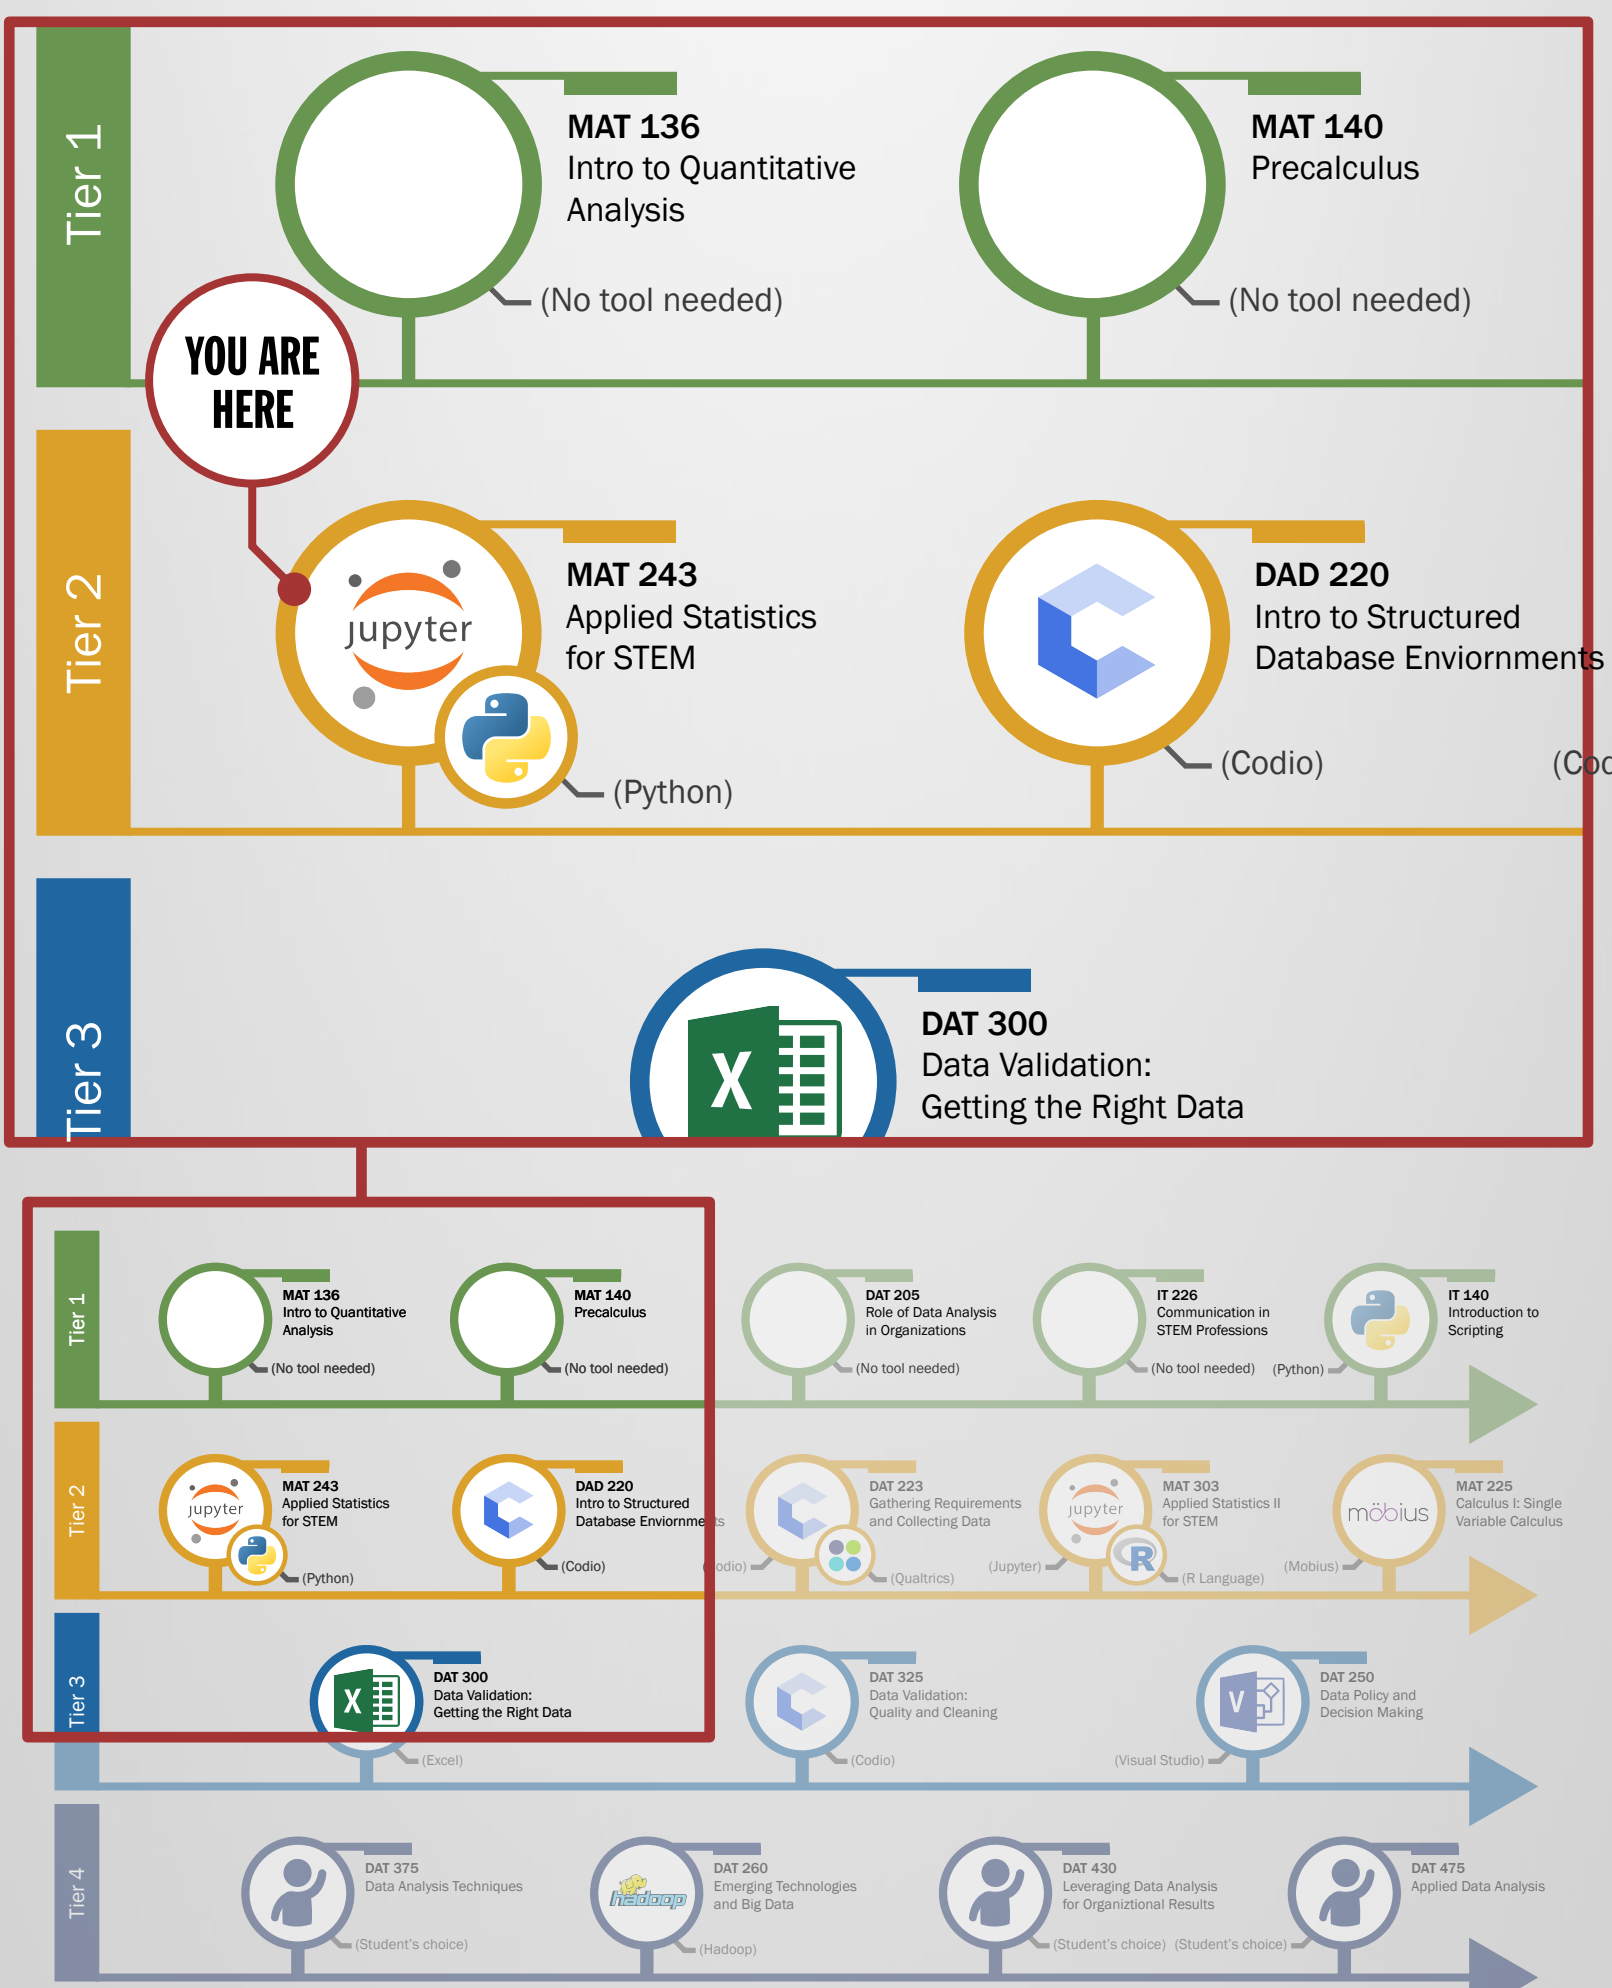 Tier 1
MAT 136
Intro to Quantitative
Analysis
(No tool needed)
MAT 140
Precalculus
(No tool needed)
YOU ARE
HERE
Tier 2
jupyter
MAT 243
Applied Statistics
for STEM
(Python)
DAD 220
Intro to Structured
Database Enviornments
(Codio)
(Cod
Tier 3
X
DAT 300
Data Validation:
Getting the Right Data
Tier 1
MAT 136
Intro to Quantitative
Analysis
(No tool needed)
MAT 140
Precalculus
(No tool needed)
DAT 205
Role of Data Analysis
in Organizations
(No tool needed)
IT 226
Communication in
STEM Professions
(No tool needed)
IT 140
Introduction to
Scripting
(Python)
Tier 2
jupyter
MAT 243
Applied Statistics
for STEM
(Python)
DAD 220
Intro to Structured
Database Enviornments
(Codio)
DAT 223
Gathering Requirements
and Collecting Data
(Codio)
(Qualtrics)
jupyter
MAT 303
Applied Statistics II
for STEM
(Jupyter)
R
(R Language)
möbius
MAT 225
Calculus I: Single
Variable Calculus
(Mobius)
Tier 3
X
DAT 300
Data Validation:
Getting the Right Data
(Excel)
DAT 325
Data Validation:
Quality and Cleaning
(Codio)
V
DAT 250
Data Policy and
Decision Making
(Visual Studio)
Tier 4
DAT 375
Data Analysis Techniques
(Student's choice)
hadoop
DAT 260
Emerging Technologies
and Big Data
(Hadoop)
DAT 430
Leveraging Data Analysis
for Organiztional Results
(Student's choice)
DAT 475
Applied Data Analysis
(Student's choice)